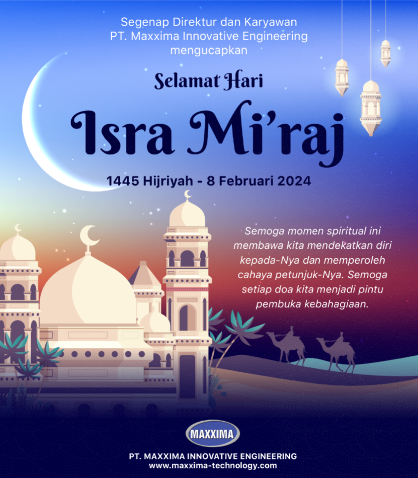 Segenap Direktur dan Karyawan
PT. Maxxima Innovative Engineering
mengucapkan
Selamat Hari
Isra Mi'raj
1445 Hijriyah - 8 Februari 2024
Semoga momen spiritual ini
membawa kita mendekatkan diri
kepada-Nya dan memperoleh
cahaya petunjuk-Nya. Semoga
setiap doa kita menjadi pintu
pembuka kebahagiaan.
MAXXIMA
PT. MAXXIMA INNOVATIVE ENGINEERING
www.maxxima-technology.com